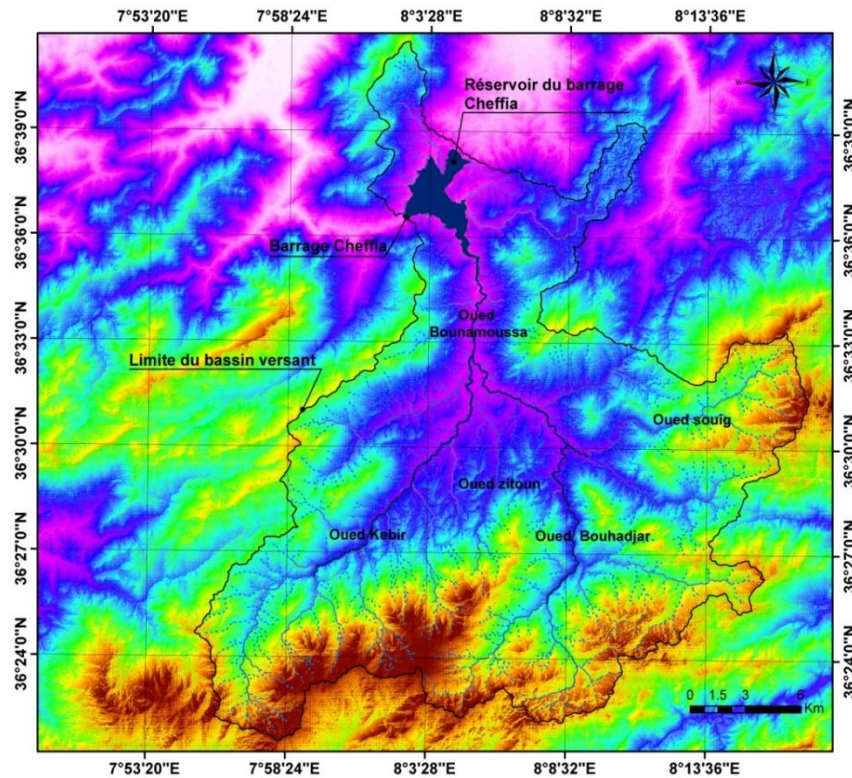 7°53'20"E 7°58'24"E 8°3'28"E 8°8'32"E 8°13'36"E
N
W E
S
Réservoir du barrage
Cheffia
36°39'0"N 36°39'0"N
36°36'0"N 36°36'0"N
Barrage Cheffia
Oued
Bounamoussa
36°33'0"N 36°33'0"N
Limite du bassin versant
Oued souig
36°30'0"N 36°30'0"N
Oued zitoun
Oued Kebir Oued Bouhadjar
36°27'0"N 36°27'0"N
36°24'0"N 36°24'0"N
0 1.5 3 6
Km
7°53'20"E 7°58'24"E 8°3'28"E 8°8'32"E 8°13'36"E